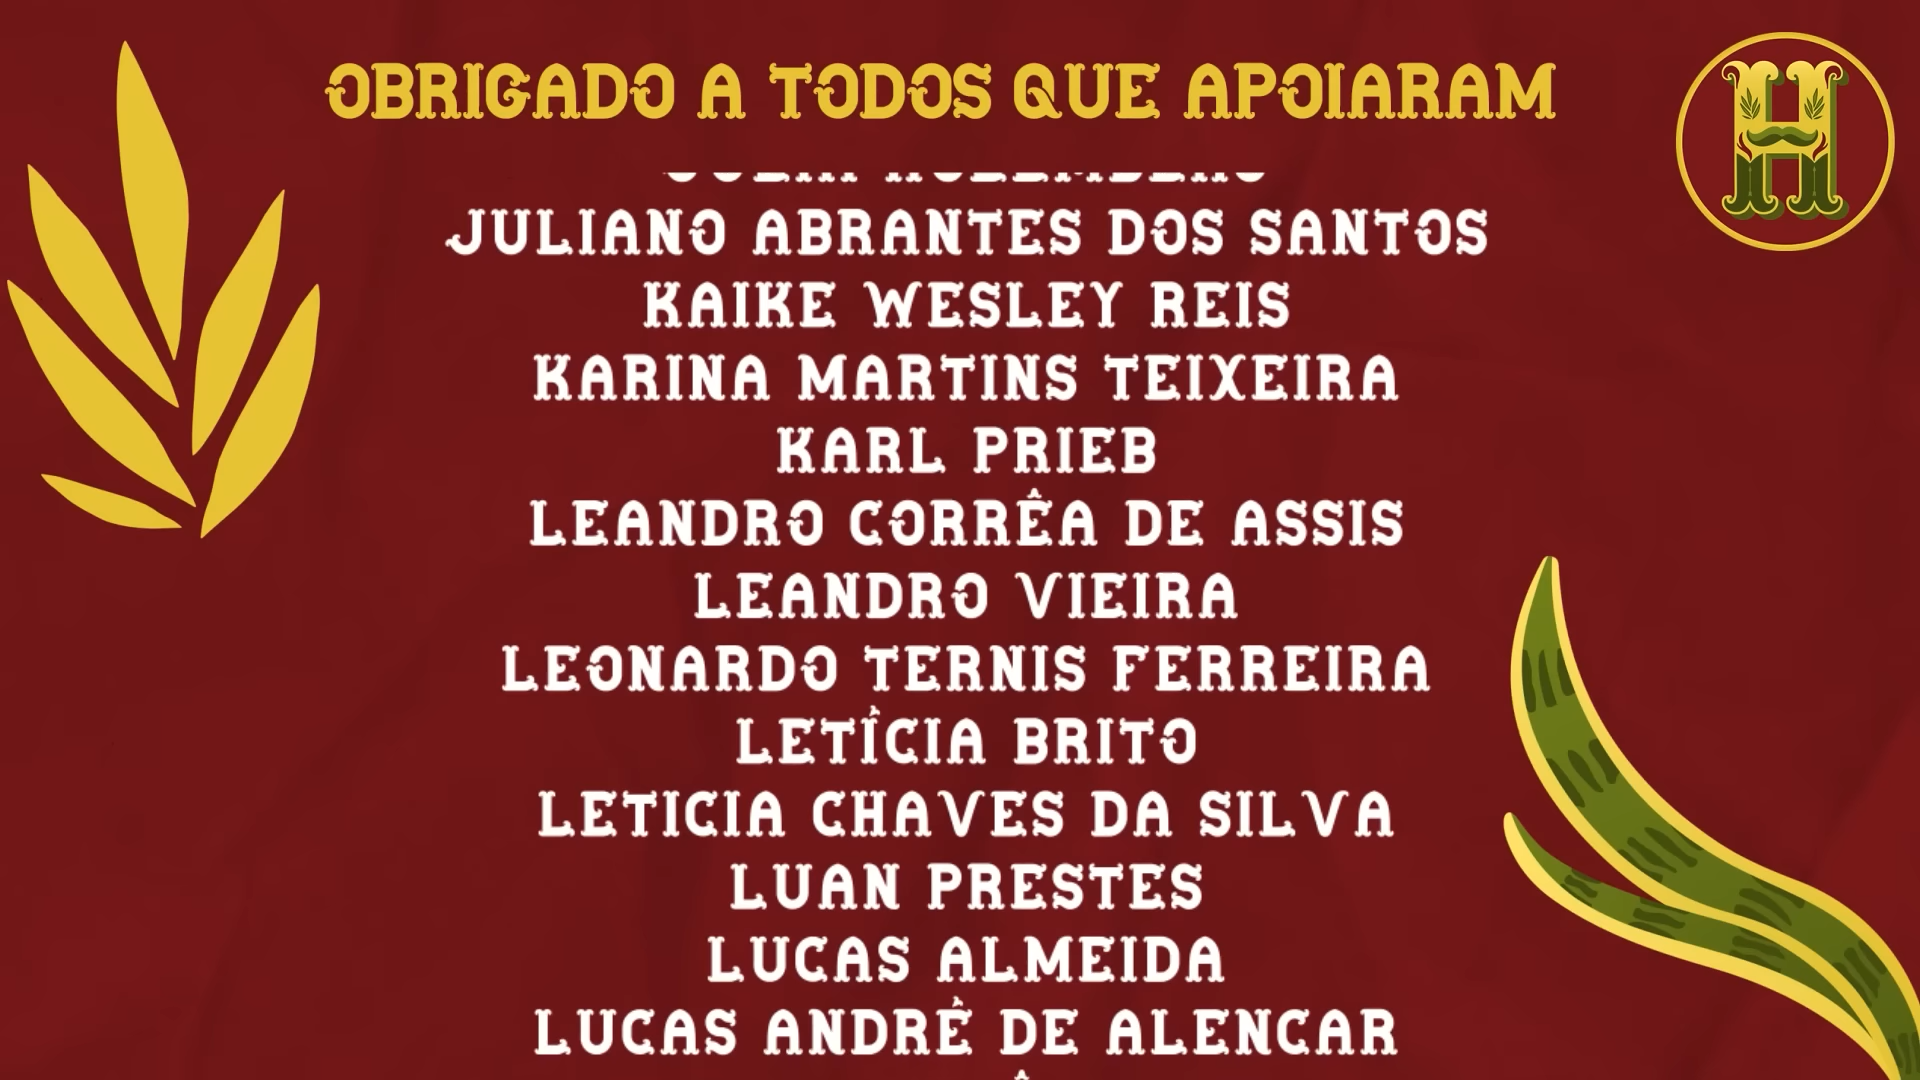 OBRIGADO A TODOS QUE APOIARAM
H
JULIANO ABRANTES DOS SANTOS
KAIKE WESLEY REIS
KARINA MARTINS TEIXEIRA
KARL PRIEB
LEANDRO CORRÊA DE ASSIS
LEANDRO VIEIRA
LEONARDO TERNIS FERREIRA
LETÍCIA BRITO
LETICIA CHAVES DA SILVA
LUAN PRESTES
LUCAS ALMEIDA
LUCAS ANDRÉ DE ALENCAR